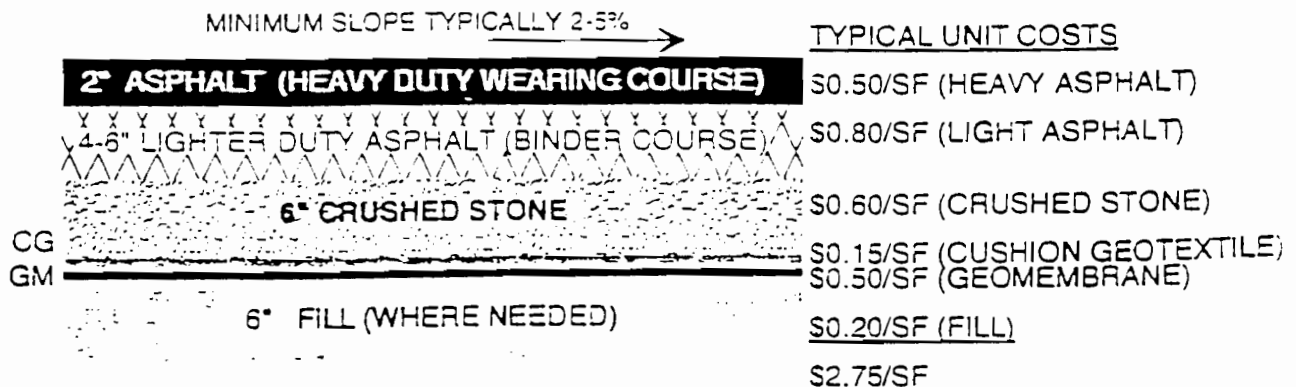 MINIMUM SLOPE TYPICALLY 2-5%
TYPICAL UNIT COSTS
2" ASPHALT (HEAVY DUTY WEARING COURSE)
$0.50/SF (HEAVY ASPHALT)
4-6" LIGHTER DUTY ASPHALT (BINDER COURSE)
$0.80/SF (LIGHT ASPHALT)
6" CRUSHED STONE
$0.60/SF (CRUSHED STONE)
CG
$0.15/SF (CUSHION GEOTEXTILE)
GM
$0.50/SF (GEOMEMBRANE)
6" FILL (WHERE NEEDED)
$0.20/SF (FILL)
$2.75/SF